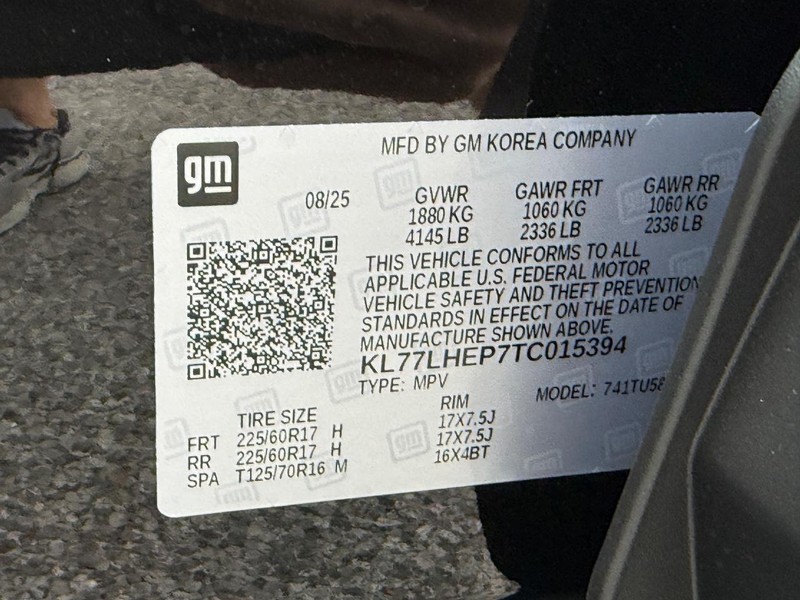 gm
MFD BY GM KOREA COMPANY
08/25
GVWR GAWR FRT GAWR RR
1880 KG 1060 KG 1060 KG
4145 LB 2336 LB 2336 LB
THIS VEHICLE CONFORMS TO ALL
APPLICABLE U.S. FEDERAL MOTOR
VEHICLE SAFETY AND THEFT PREVENTION
STANDARDS IN EFFECT ON THE DATE OF
MANUFACTURE SHOWN ABOVE.
KL77LHEP7TC015394
TYPE: MPV MODEL: 741TU58
TIRE SIZE RIM
FRT 225/60R17 H 17X7.5J
RR 225/60R17 H 17X7.5J
SPA T125/70R16 M 16X4BT